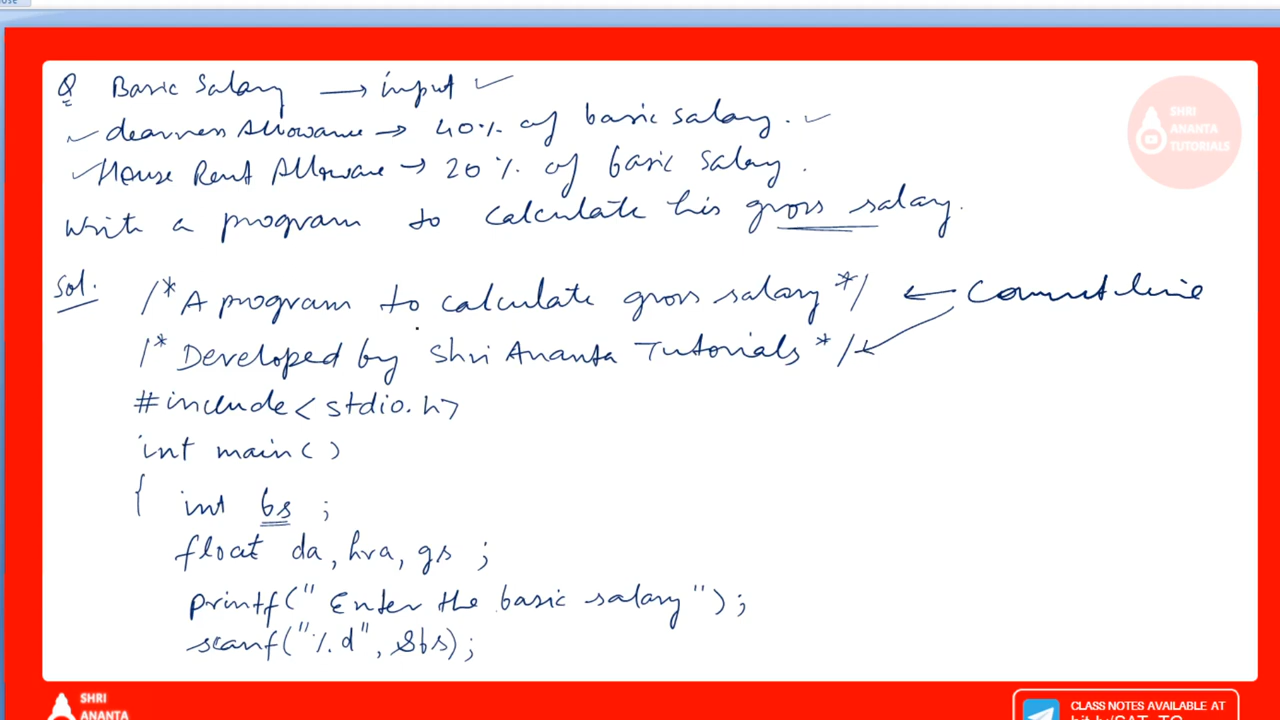 Q Basic Salary → input ✓
✓ dearness Allowance → 40% of basic salary. ✓
✓ House Rent Allowance → 20% of basic salary.
Write a program to calculate his gross salary.
Sol. /* A program to calculate gross salary */ ← Comment line
/* Developed by Shri Ananta Tutorials */
#include< stdio.h>
int main()
{ int bs ;
float da, hra, gs ;
printf(" Enter the basic salary");
scanf("%d", &bs);
SHRI
ANANTA
TUTORIALS
SHRI
ANANTA
CLASS NOTES AVAILABLE AT